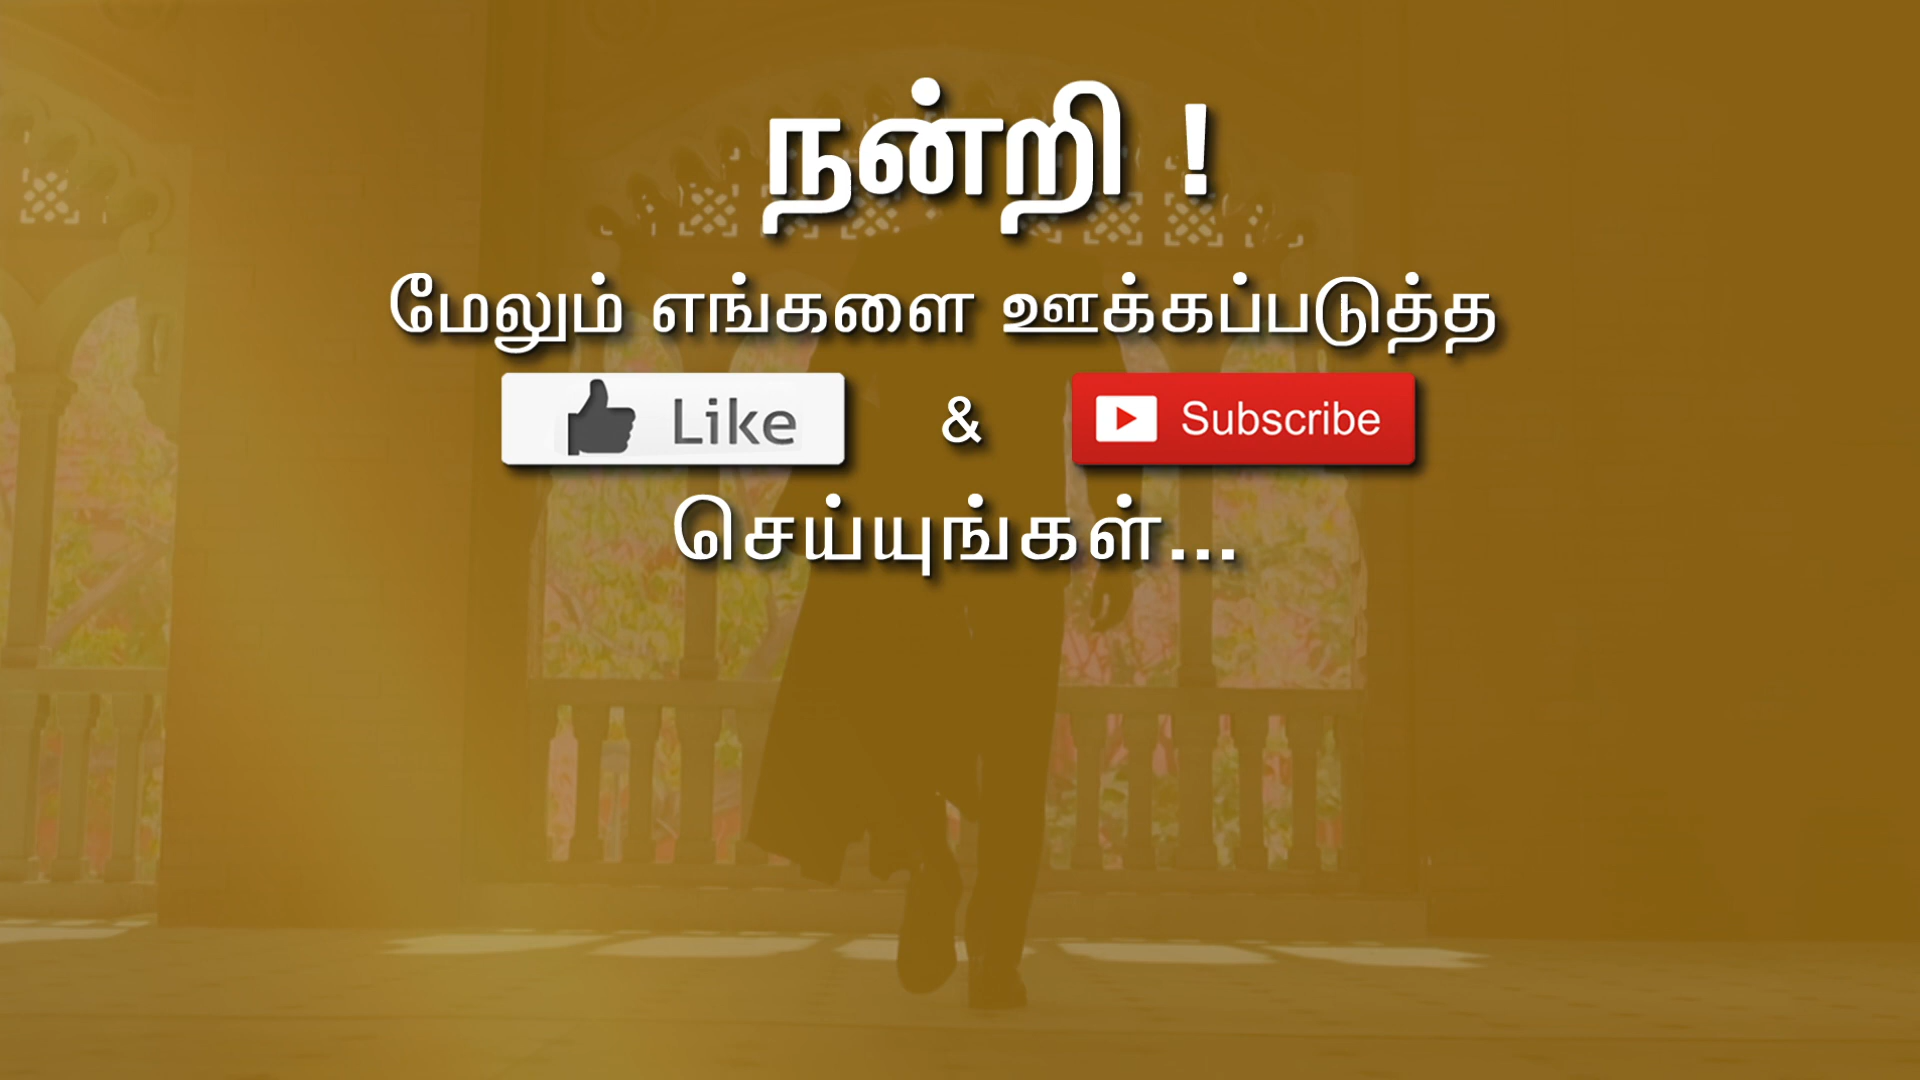 நன்றி !
மேலும் எங்களை ஊக்கப்படுத்த
Like & Subscribe
செய்யுங்கள்...